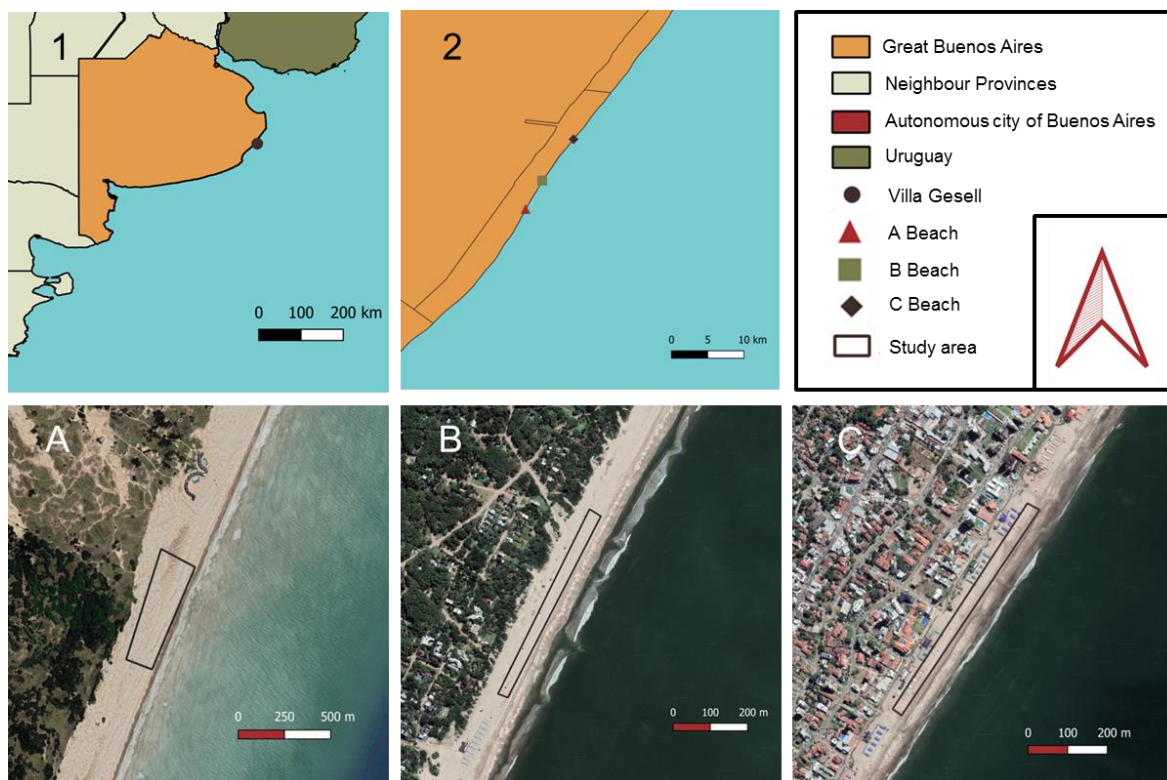 1
0 100 200 km
2
0 5 10 km
Great Buenos Aires
Neighbour Provinces
Autonomous city of Buenos Aires
Uruguay
Villa Gesell
A Beach
B Beach
C Beach
Study area
A
0 250 500 m
B
0 100 200 m
C
0 100 200 m